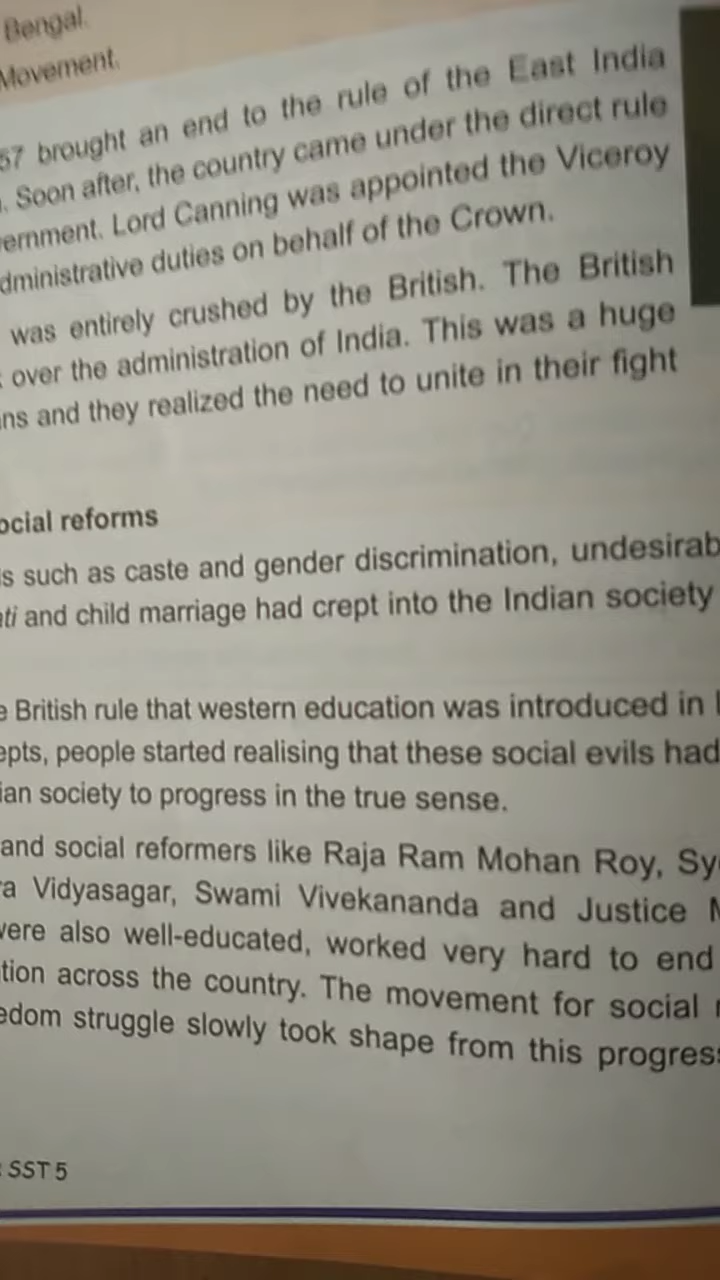 Bengal.
Movement.
57 brought an end to the rule of the East India
. Soon after, the country came under the direct rule
ernment. Lord Canning was appointed the Viceroy
dministrative duties on behalf of the Crown.
was entirely crushed by the British. The British
over the administration of India. This was a huge
ns and they realized the need to unite in their fight
ocial reforms
s such as caste and gender discrimination, undesirab
ti and child marriage had crept into the Indian society
e British rule that western education was introduced in I
epts, people started realising that these social evils had
ian society to progress in the true sense.
and social reformers like Raja Ram Mohan Roy, Sy
a Vidyasagar, Swami Vivekananda and Justice M
were also well-educated, worked very hard to end
tion across the country. The movement for social r
edom struggle slowly took shape from this progress
SST 5